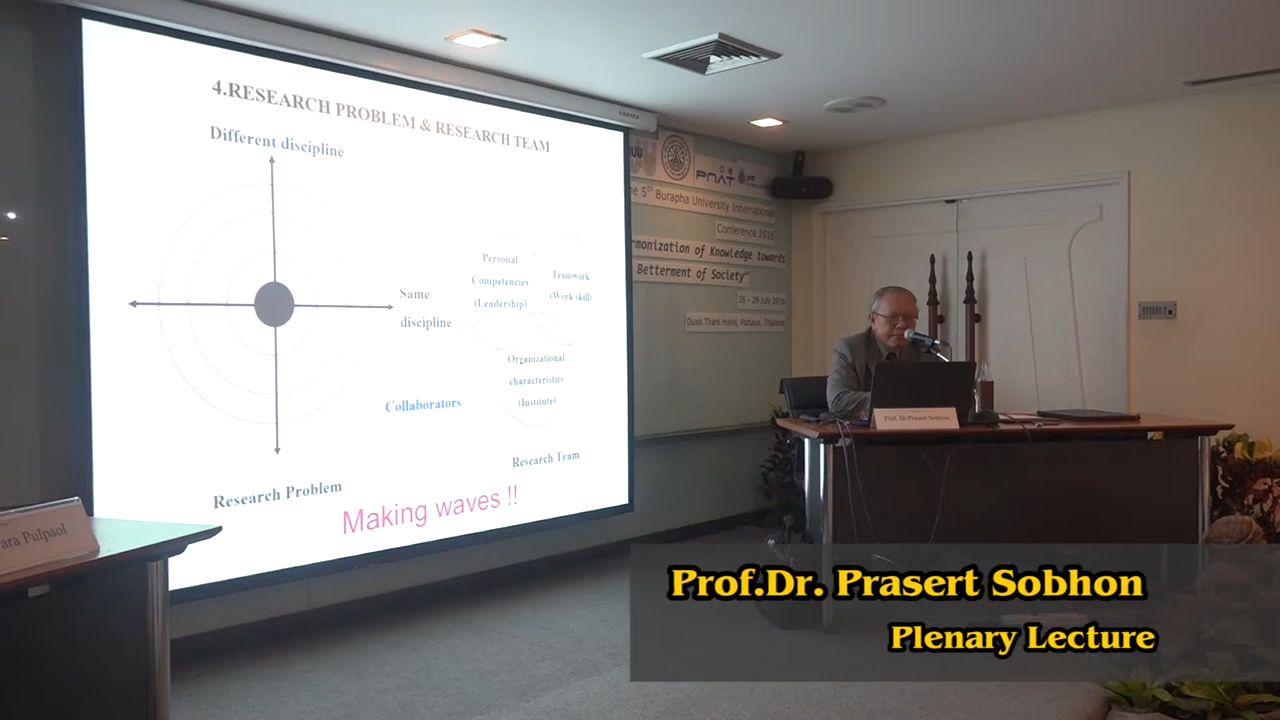 4.RESEARCH PROBLEM & RESEARCH TEAM
Different discipline
Personal
Competencies
(Leadership)
Teamwork
(Work skill)
Same
discipline
Organizational
characteristics
(Institute)
Collaborators
Research Team
Research Problem
Making waves !!
PNAT
5th Burapha University International
Conference 2016
of Knowledge towards
Betterment of Society"
28 - 29 July 2016
Dusit Thani Hotel, Pattaya, Thailand
Prof. Dr.Prasert Sobhon
Pulpaol
Prof.Dr. Prasert Sobhon
Plenary Lecture